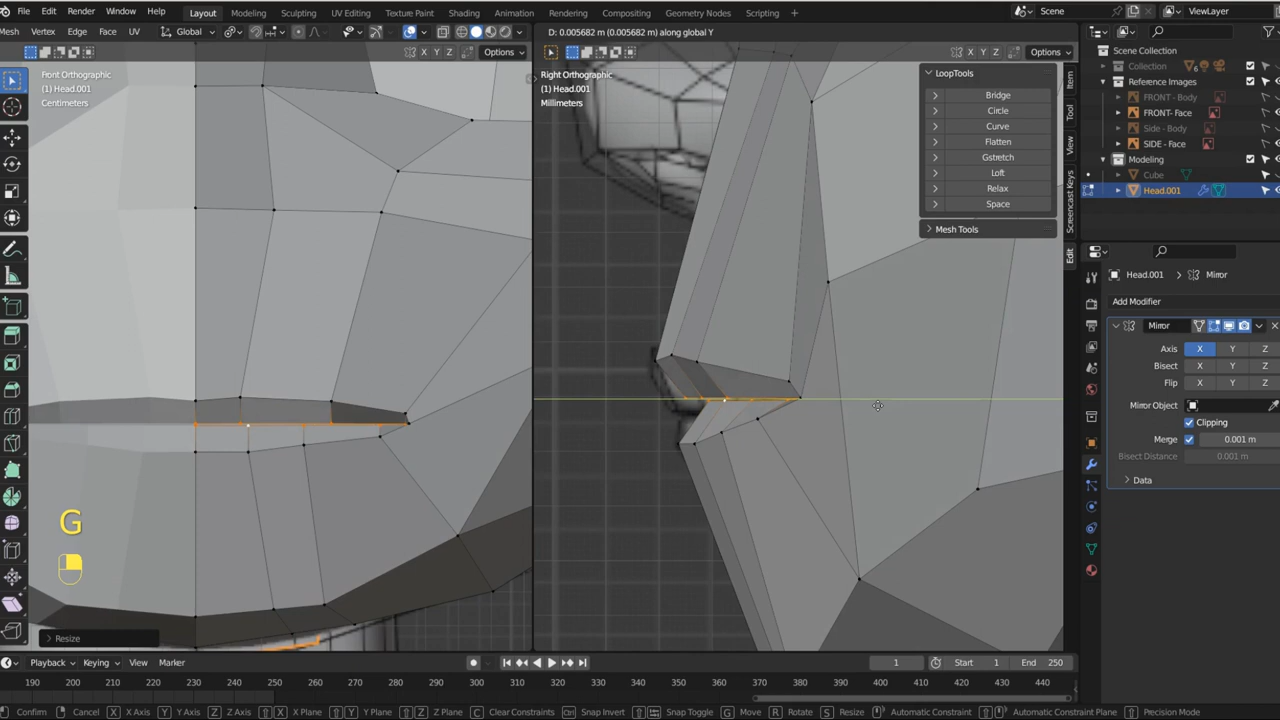 File Edit Render Window Help Layout Modeling Sculpting UV Editing Texture Paint Shading Animation Rendering Compositing Geometry Nodes Scripting + Scene ViewLayer
Mesh Vertex Edge Face UV Global D: 0.005682 m (0.005682 m) along global Y
X Y Z Options X Y Z Options
Front Orthographic
(1) Head.001
Centimeters
Right Orthographic
(1) Head.001
Millimeters
LoopTools
Bridge
Circle
Curve
Flatten
Gstretch
Loft
Relax
Space
Mesh Tools
Item
Tool
View
Screencast Keys
Edit
Scene Collection
Collection 6
Reference Images
FRONT - Body
FRONT- Face
Side - Body
SIDE - Face
Modeling
Cube
Head.001
Head.001 Mirror
Add Modifier
Mirror
Axis X Y Z
Bisect X Y Z
Flip X Y Z
Mirror Object
Clipping
Merge 0.001 m
Bisect Distance 0.001 m
Data
G
Resize
Playback Keying View Marker 1 Start 1 End 250
190 200 210 220 230 240 250 260 270 280 290 300 310 320 330 340 350 360 370 380 390 400 410 420 430 440
Confirm Cancel X X Axis Y Y Axis Z Z Axis X X Plane Y Y Plane Z Z Plane C Clear Constraints Ctrl Snap Invert Snap Toggle G Move R Rotate S Resize Automatic Constraint Automatic Constraint Plane Precision Mode